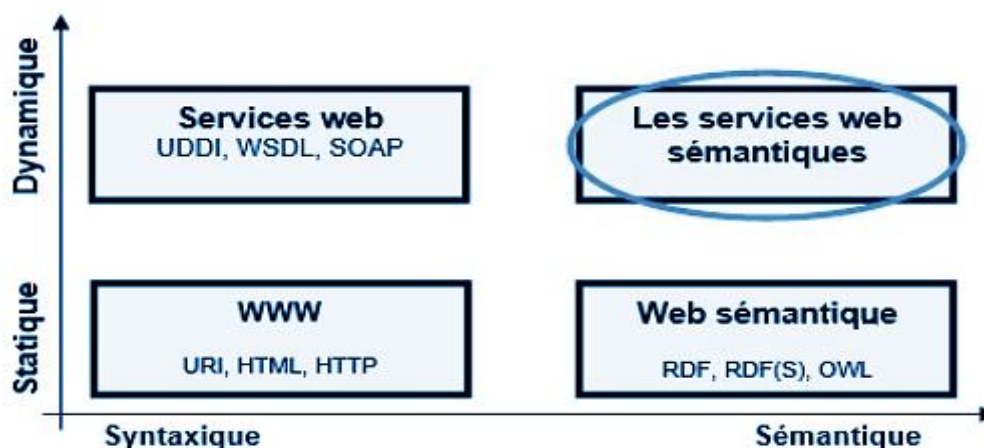 Dynamique
Services web
UDDI, WSDL, SOAP
Les services web
sémantiques
Statique
WWW
URI, HTML, HTTP
Web sémantique
RDF, RDF(S), OWL
Syntaxique
Sémantique